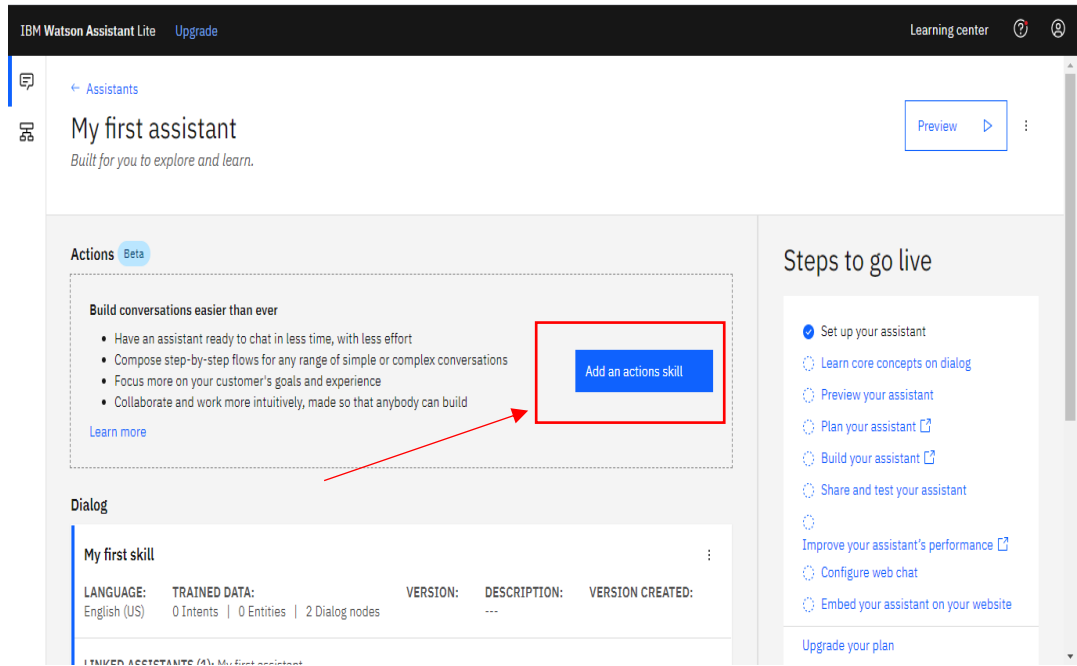 IBM Watson Assistant Lite Upgrade Learning center
← Assistants
My first assistant
Preview
Built for you to explore and learn.
Actions Beta
Build conversations easier than ever
• Have an assistant ready to chat in less time, with less effort
• Compose step-by-step flows for any range of simple or complex conversations
• Focus more on your customer's goals and experience
• Collaborate and work more intuitively, made so that anybody can build
Learn more
Add an actions skill
Dialog
My first skill
LANGUAGE: TRAINED DATA: VERSION: DESCRIPTION: VERSION CREATED:
English (US) 0 Intents | 0 Entities | 2 Dialog nodes ---
LINKED ASSISTANTS (1): My first assistant
Steps to go live
Set up your assistant
Learn core concepts on dialog
Preview your assistant
Plan your assistant
Build your assistant
Share and test your assistant
Improve your assistant's performance
Configure web chat
Embed your assistant on your website
Upgrade your plan